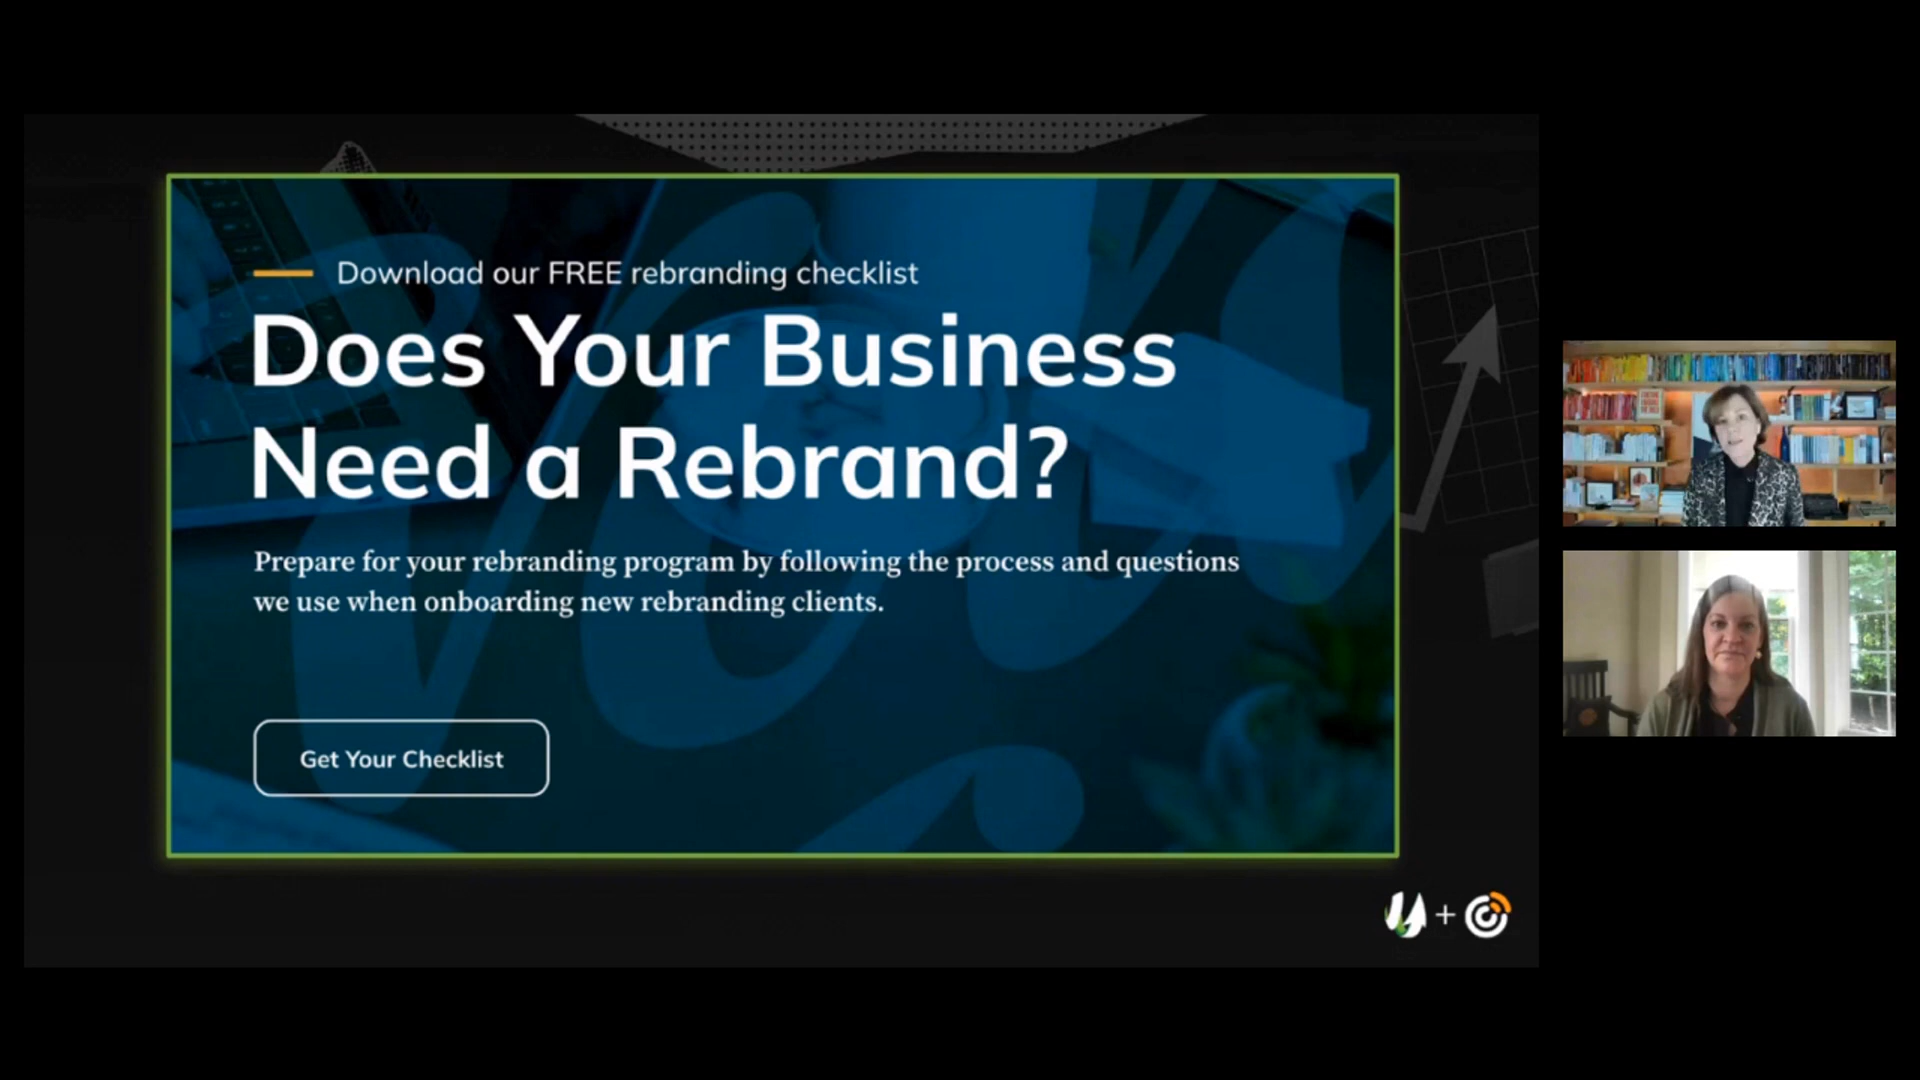 Download our FREE rebranding checklist
Does Your Business
Need a Rebrand?
Prepare for your rebranding program by following the process and questions
we use when onboarding new rebranding clients.
Get Your Checklist
+